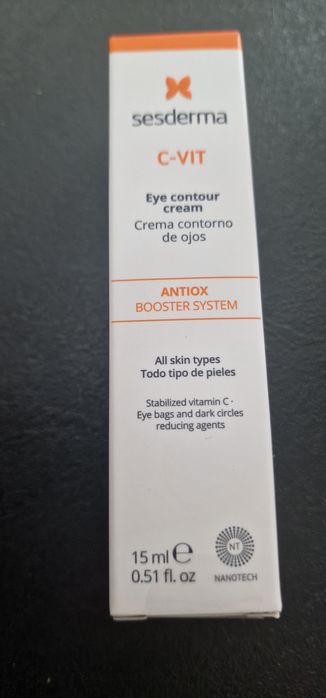 sesderma
C-VIT
Eye contour
cream
Crema contorno
de ojos
ANTIOX
BOOSTER SYSTEM
All skin types
Todo tipo de pieles
Stabilized vitamin C ·
Eye bags and dark circles
reducing agents
15 ml ℮
0.51 fl. oz
NT
NANOTECH